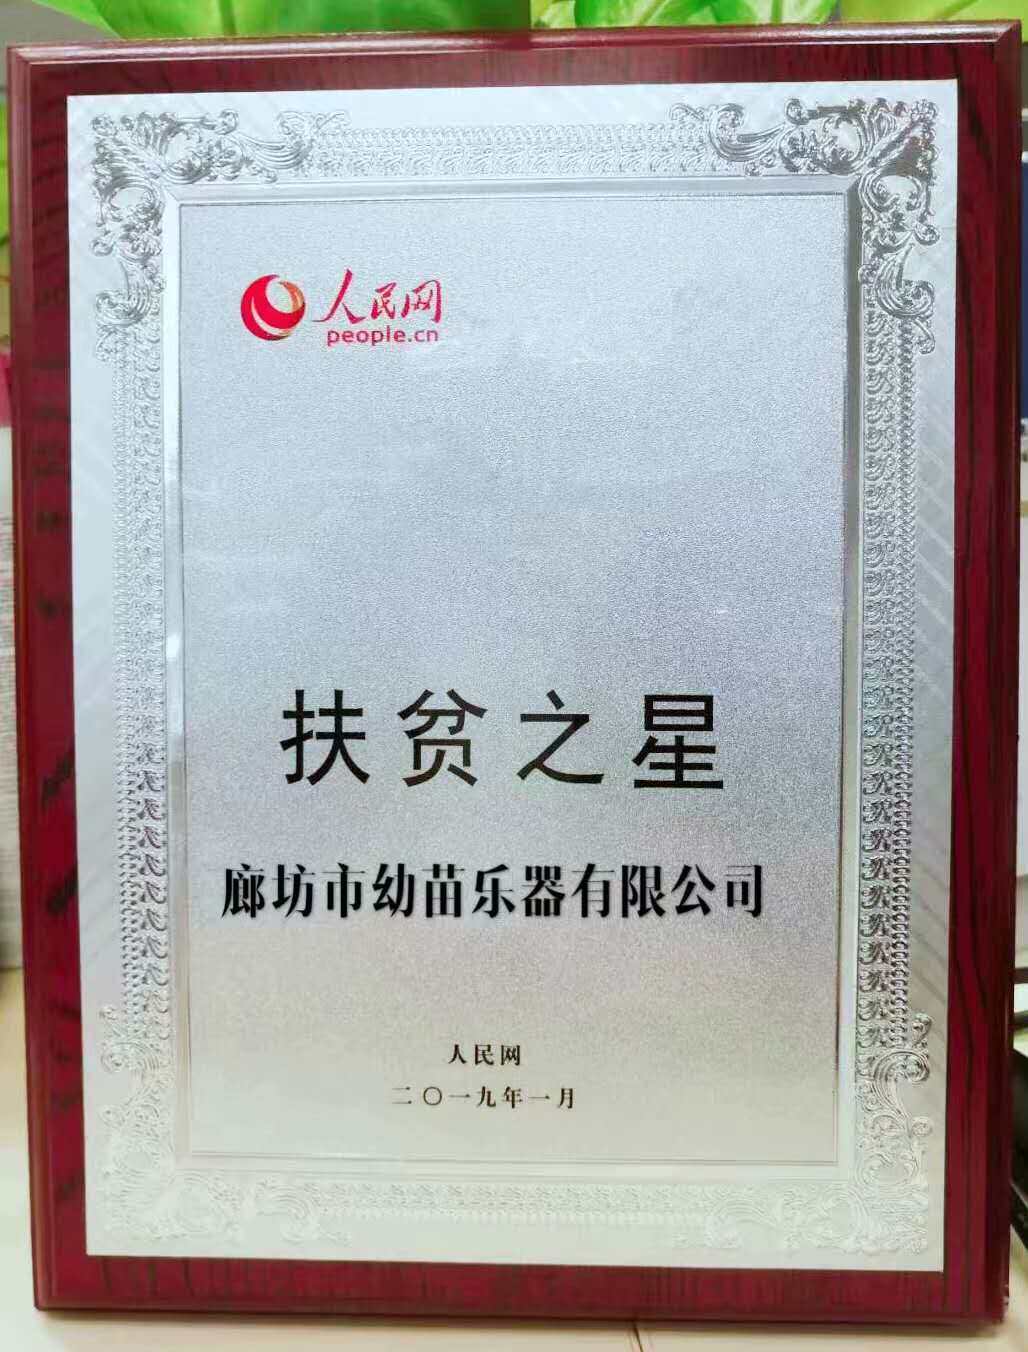 人民网
people.cn
扶贫之星
廊坊市幼苗乐器有限公司
人民网
二〇一九年一月